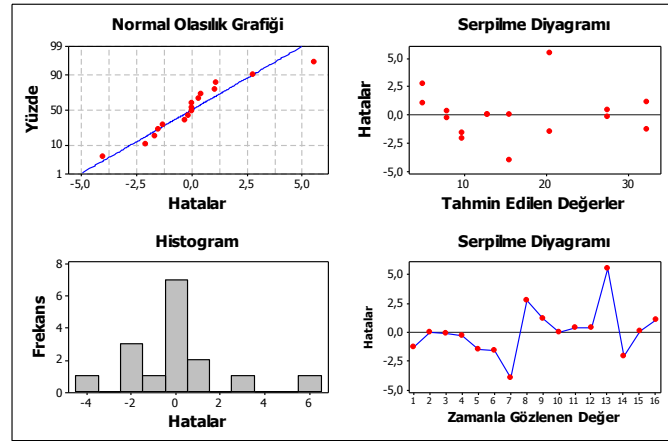 Normal Olasılık Grafiği
99
90
50
10
1
Yüzde
-5,0 -2,5 0,0 2,5 5,0
Hatalar
Serpilme Diyagramı
5,0
2,5
0,0
-2,5
-5,0
Hatalar
10 20 30
Tahmin Edilen Değerler
Histogram
8
6
4
2
0
Frekans
-4 -2 0 2 4 6
Hatalar
Serpilme Diyagramı
5,0
2,5
0,0
-2,5
-5,0
Hatalar
1 2 3 4 5 6 7 8 9 10 11 12 13 14 15 16
Zamanla Gözlenen Değer